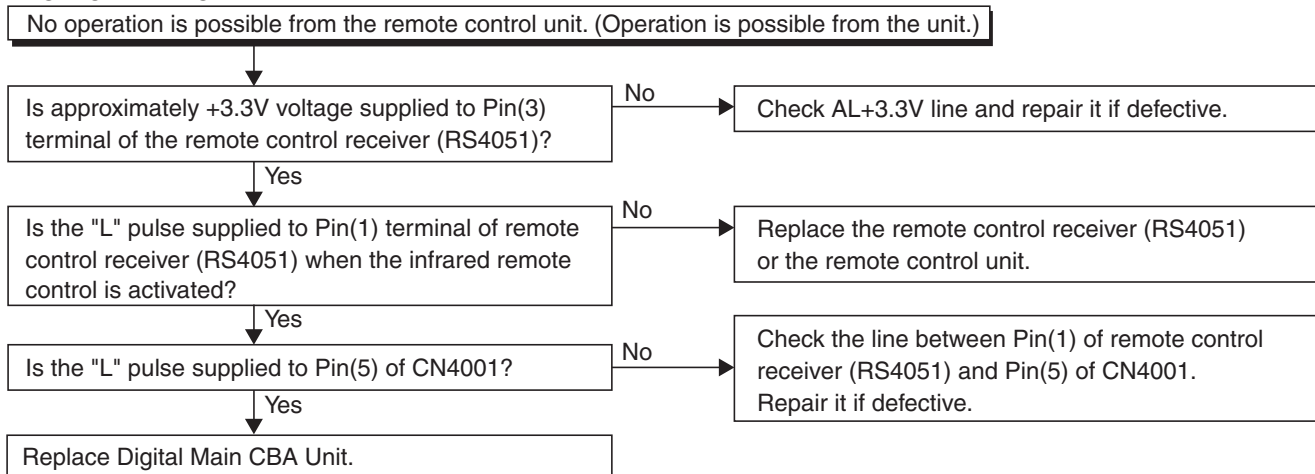 No operation is possible from the remote control unit. (Operation is possible from the unit.)
Is approximately +3.3V voltage supplied to Pin(3)
terminal of the remote control receiver (RS4051)?
No
Check AL+3.3V line and repair it if defective.
Yes
Is the "L" pulse supplied to Pin(1) terminal of remote
control receiver (RS4051) when the infrared remote
control is activated?
No
Replace the remote control receiver (RS4051)
or the remote control unit.
Yes
Is the "L" pulse supplied to Pin(5) of CN4001?
No
Check the line between Pin(1) of remote control
receiver (RS4051) and Pin(5) of CN4001.
Repair it if defective.
Yes
Replace Digital Main CBA Unit.